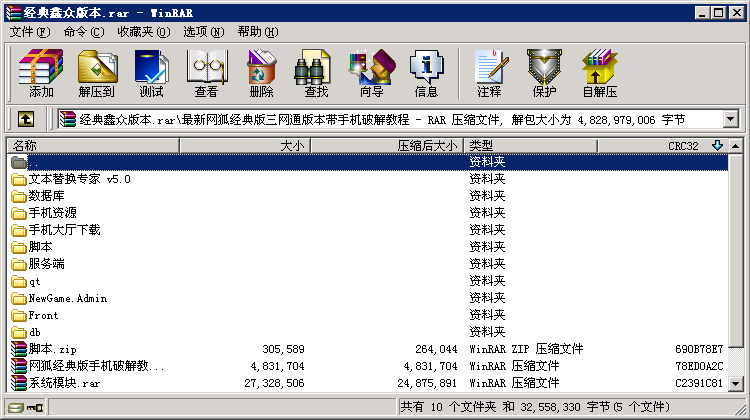 经典鑫众版本.rar - WinRAR
文件(F) 命令(C) 收藏夹(O) 选项(N) 帮助(H)
添加 解压到 测试 查看 删除 查找 向导 信息 注释 保护 自解压
经典鑫众版本.rar\最新网狐经典版三网通版本带手机破解教程 - RAR 压缩文件, 解包大小为 4,828,979,006 字节
名称 大小 压缩后大小 类型 CRC32
.. 资料夹
文本替换专家 v5.0 资料夹
数据库 资料夹
手机资源 资料夹
手机大厅下载 资料夹
脚本 资料夹
服务端 资料夹
qt 资料夹
NewGame.Admin 资料夹
Front 资料夹
db 资料夹
脚本.zip 305,589 264,044 WinRAR ZIP 压缩文件 690B78E7
网狐经典版手机破解教... 4,831,704 4,831,704 WinRAR 压缩文件 78ED0A2C
系统模块.rar 27,328,506 24,875,891 WinRAR 压缩文件 C2391C81
共有 10 个文件夹 和 32,558,330 字节(5 个文件)